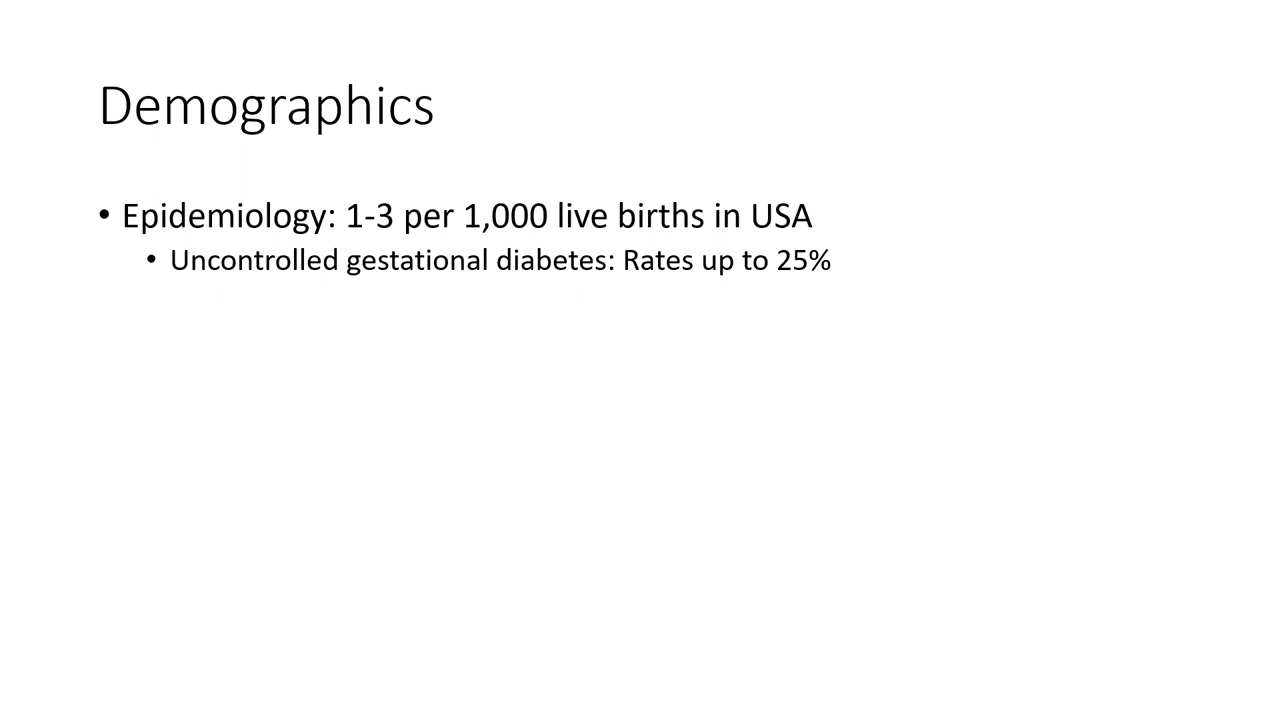 Demographics
• Epidemiology: 1-3 per 1,000 live births in USA
• Uncontrolled gestational diabetes: Rates up to 25%